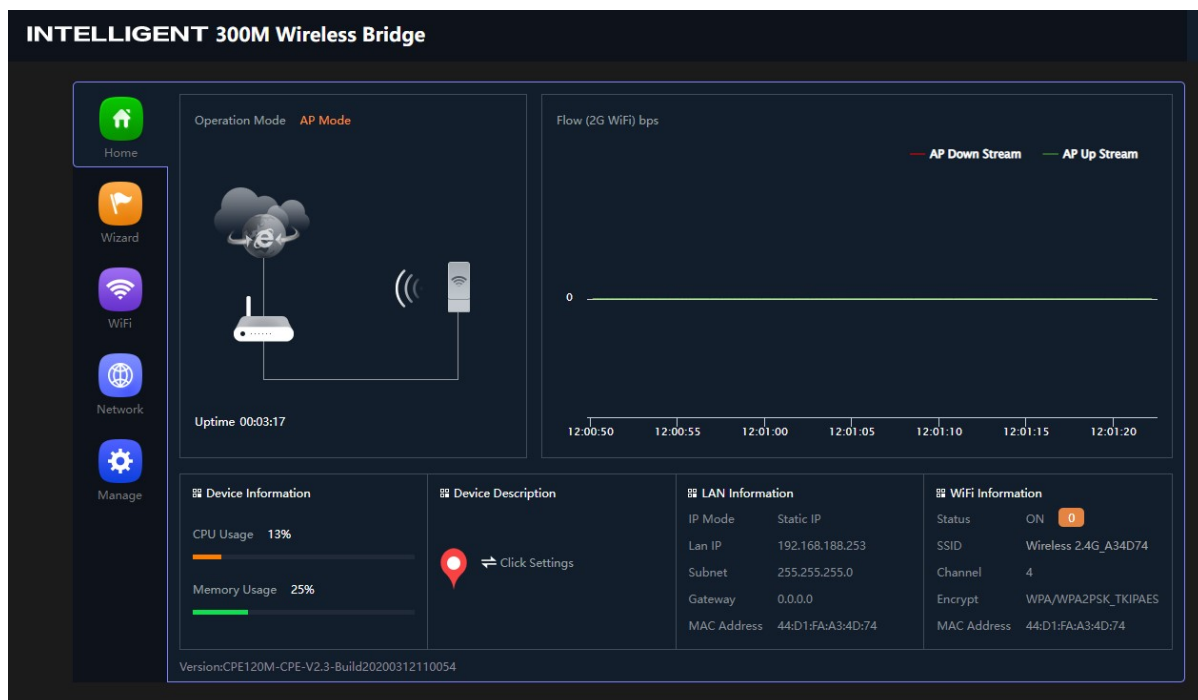 INTELLIGENT 300M Wireless Bridge
Home
Wizard
WiFi
Network
Manage
Operation Mode AP Mode
Uptime 00:03:17
Flow (2G WiFi) bps
AP Down Stream AP Up Stream
0
12:00:50 12:00:55 12:01:00 12:01:05 12:01:10 12:01:15 12:01:20
Device Information
CPU Usage 13%
Memory Usage 25%
Device Description
Click Settings
LAN Information
IP Mode Static IP
Lan IP 192.168.188.253
Subnet 255.255.255.0
Gateway 0.0.0.0
MAC Address 44:D1:FA:A3:4D:74
WiFi Information
Status ON 0
SSID Wireless 2.4G_A34D74
Channel 4
Encrypt WPA/WPA2PSK_TKIPAES
MAC Address 44:D1:FA:A3:4D:74
Version:CPE120M-CPE-V2.3-Build20200312110054